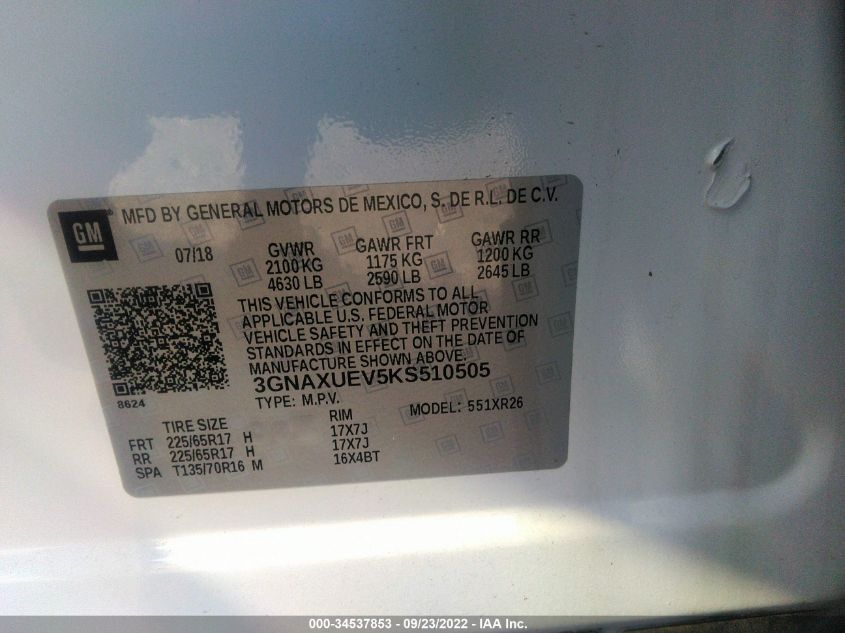 MFD BY GENERAL MOTORS DE MEXICO, S. DE R.L. DE C.V.
GM
07/18 GVWR GAWR FRT GAWR RR
2100 KG 1175 KG 1200 KG
4630 LB 2590 LB 2645 LB
THIS VEHICLE CONFORMS TO ALL
APPLICABLE U.S. FEDERAL MOTOR
VEHICLE SAFETY AND THEFT PREVENTION
STANDARDS IN EFFECT ON THE DATE OF
MANUFACTURE SHOWN ABOVE.
3GNAXUEV5KS510505
8624
TYPE: M.P.V. MODEL: 551XR26
TIRE SIZE RIM
FRT 225/65R17 H 17X7J
RR 225/65R17 H 17X7J
SPA T135/70R16 M 16X4BT
000-34537853 - 09/23/2022 - IAA Inc.